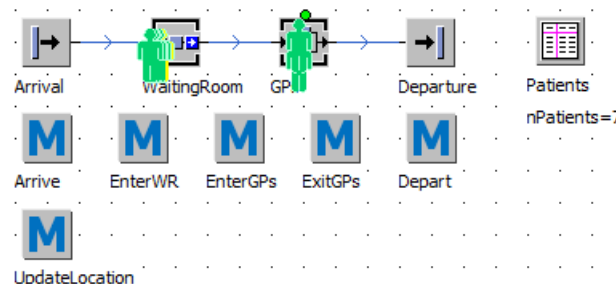 Arrival WaitingRoom GP Departure Patients
nPatients=7
M M M M M
Arrive EnterWR EnterGPs ExitGPs Depart
M
UpdateLocation